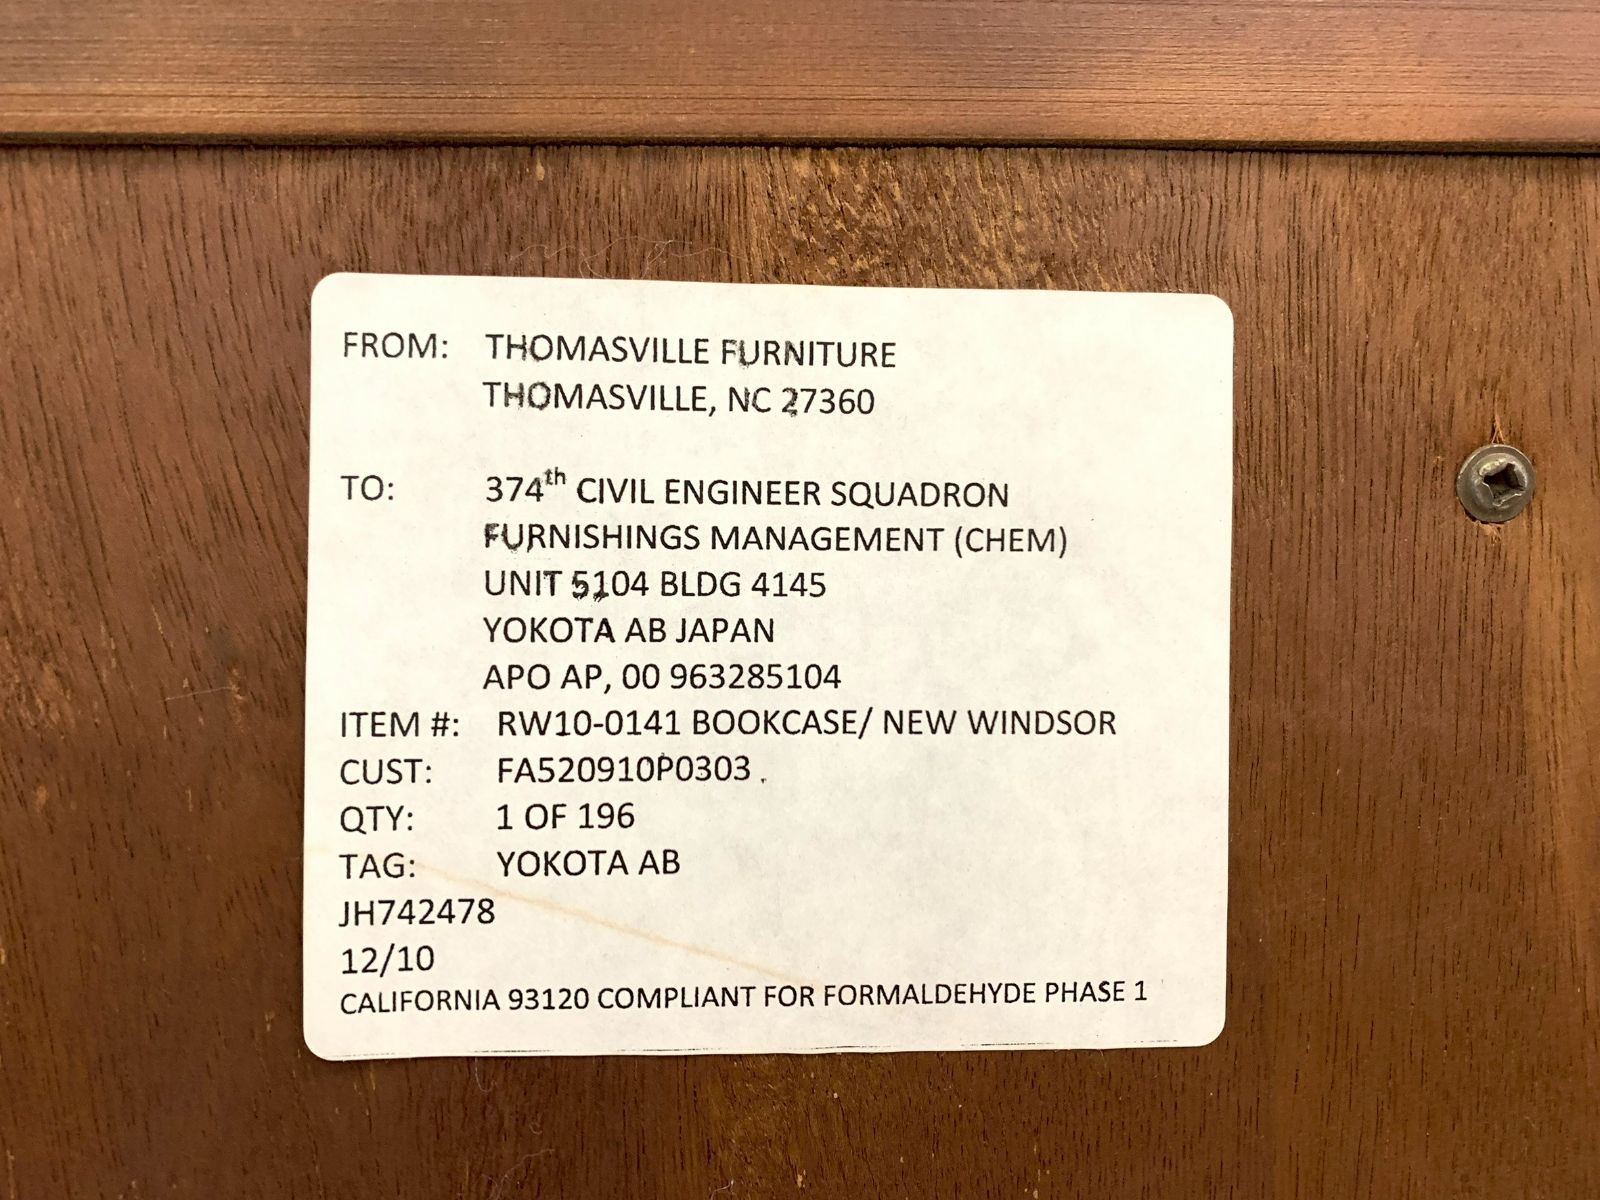 FROM: THOMASVILLE FURNITURE
THOMASVILLE, NC 27360
TO: 374th CIVIL ENGINEER SQUADRON
FURNISHINGS MANAGEMENT (CHEM)
UNIT 5104 BLDG 4145
YOKOTA AB JAPAN
APO AP, 00 963285104
ITEM #: RW10-0141 BOOKCASE/ NEW WINDSOR
CUST: FA520910P0303
QTY: 1 OF 196
TAG: YOKOTA AB
JH742478
12/10
CALIFORNIA 93120 COMPLIANT FOR FORMALDEHYDE PHASE 1